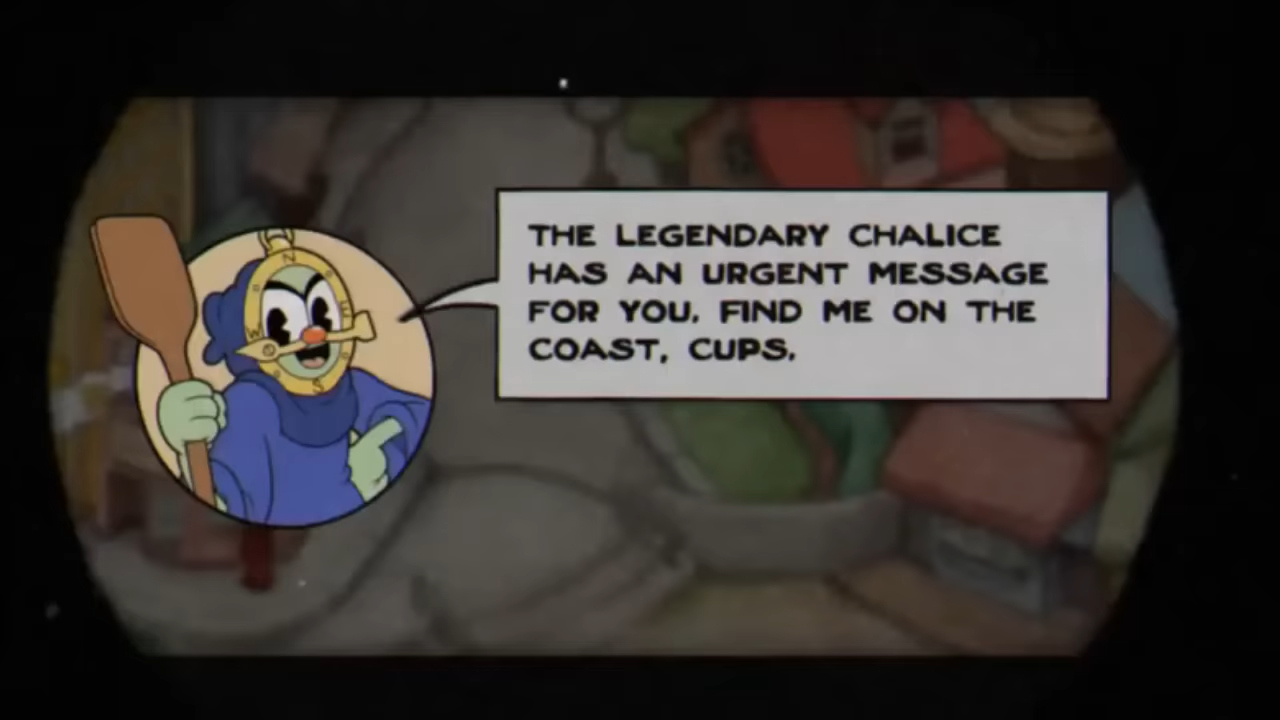 THE LEGENDARY CHALICE
HAS AN URGENT MESSAGE
FOR YOU. FIND ME ON THE
COAST, CUPS.
N
E
W
S